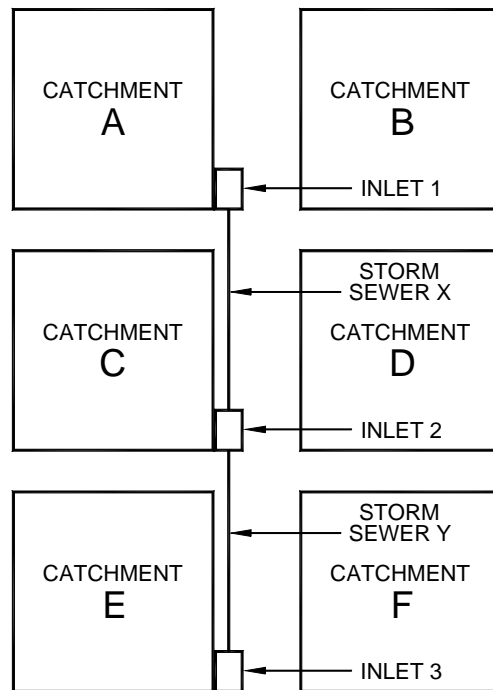 CATCHMENT
A
CATCHMENT
B
INLET 1
CATCHMENT
C
STORM
SEWER X
CATCHMENT
D
INLET 2
CATCHMENT
E
STORM
SEWER Y
CATCHMENT
F
INLET 3